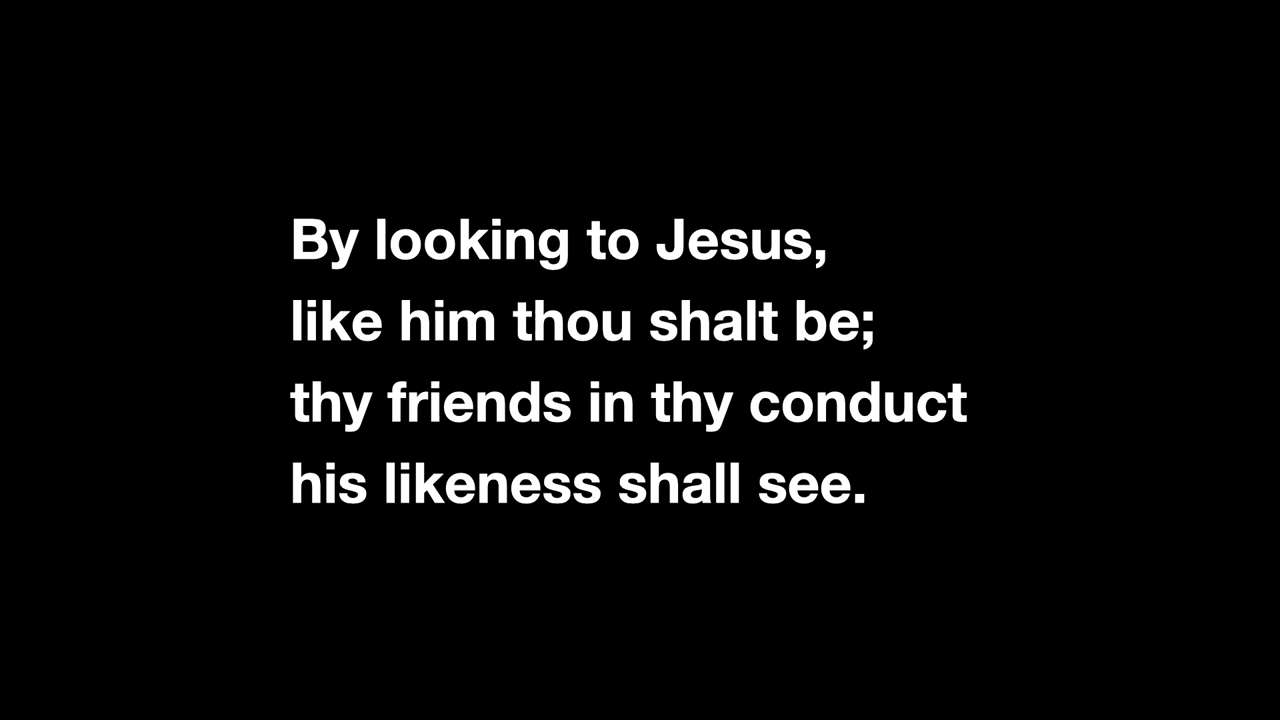 By looking to Jesus,
like him thou shalt be;
thy friends in thy conduct
his likeness shall see.